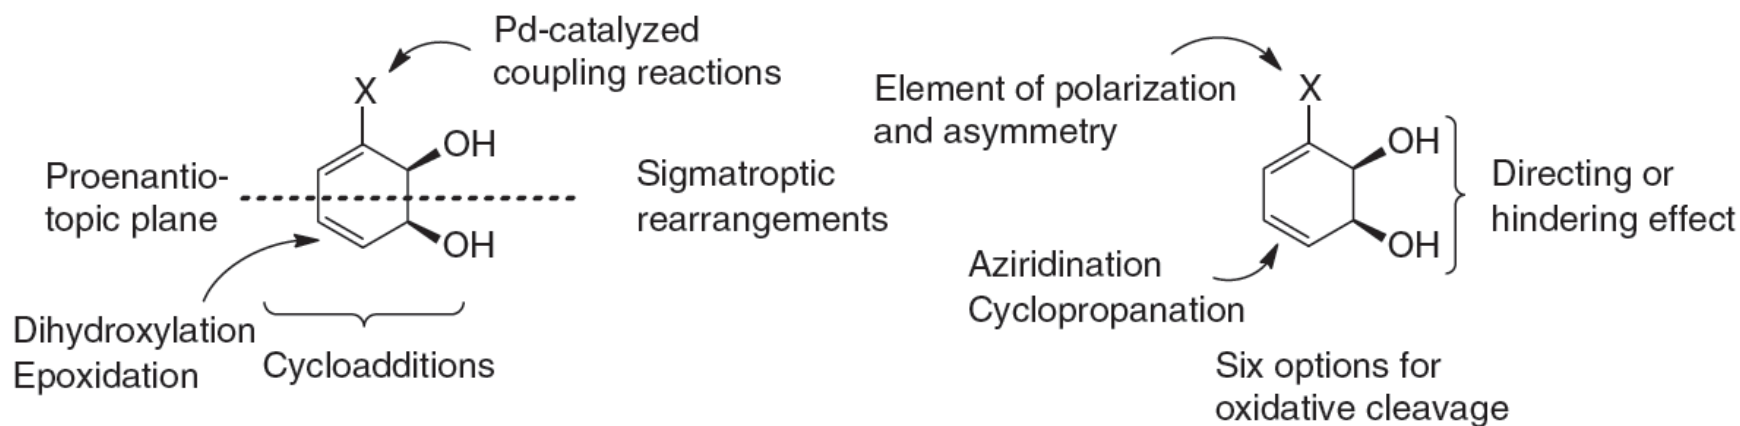 Pd-catalyzed
coupling reactions
X
OH
OH
Proenantio-
topic plane
Sigmatroptic
rearrangements
Dihydroxylation
Epoxidation
Cycloadditions
Element of polarization
and asymmetry
X
OH
OH
Directing or
hindering effect
Aziridination
Cyclopropanation
Six options for
oxidative cleavage